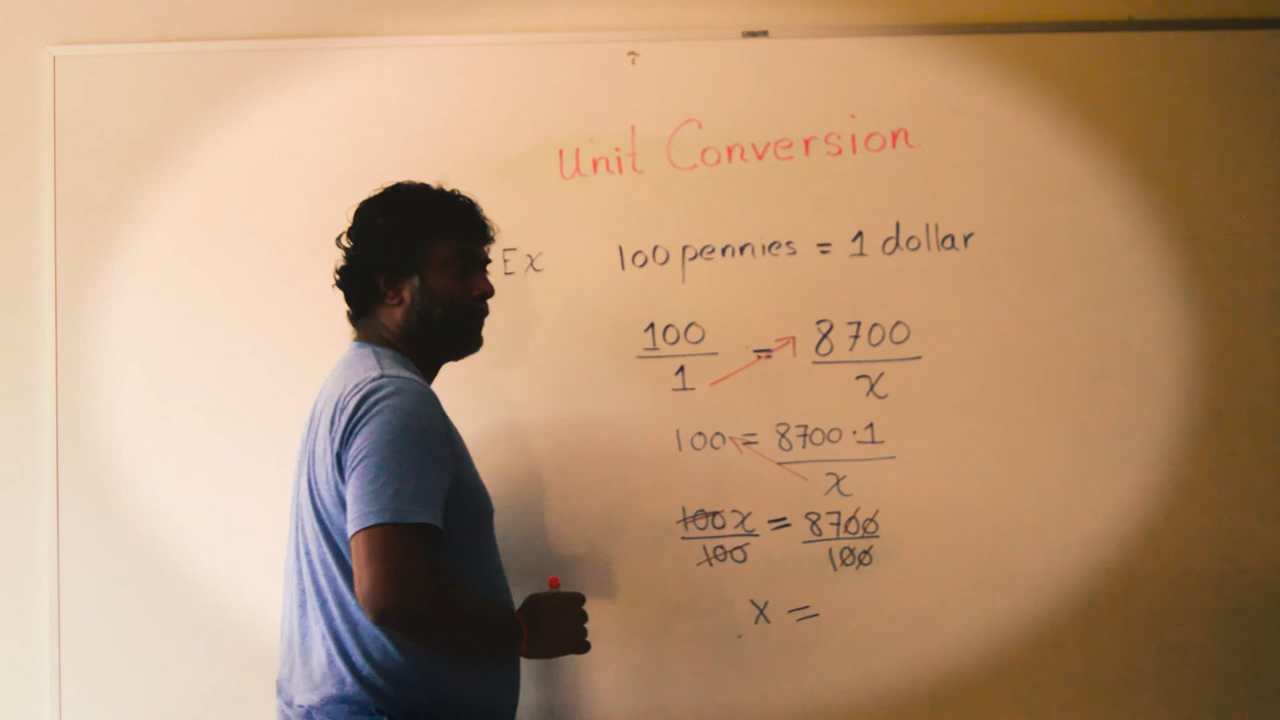 Unit Conversion
Ex 100 pennies = 1 dollar
100/1 = 8700/x
100 = 8700·1/x
100x/100 = 8700/100
x =